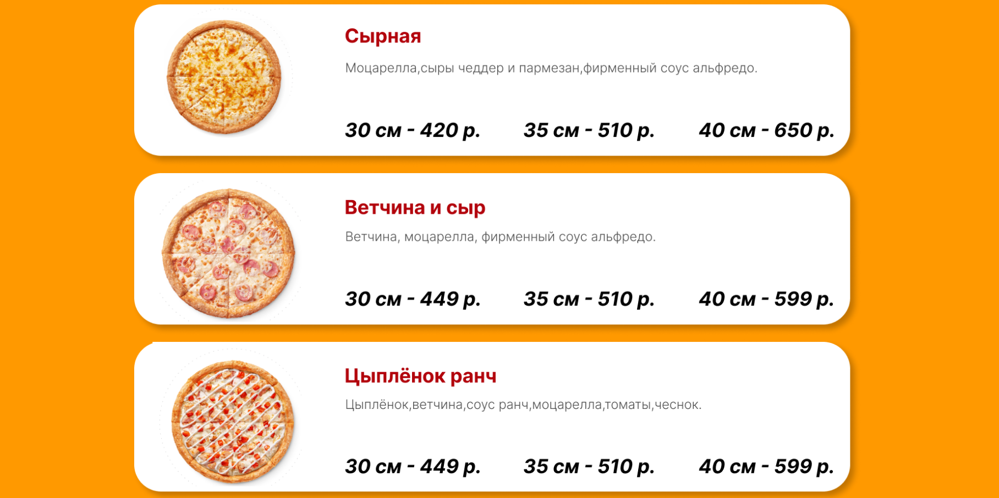 Сырная
Моцарелла,сыры чеддер и пармезан,фирменный соус альфредо.
30 см - 420 р. 35 см - 510 р. 40 см - 650 р.
Ветчина и сыр
Ветчина, моцарелла, фирменный соус альфредо.
30 см - 449 р. 35 см - 510 р. 40 см - 599 р.
Цыплёнок ранч
Цыплёнок,ветчина,соус ранч,моцарелла,томаты,чеснок.
30 см - 449 р. 35 см - 510 р. 40 см - 599 р.